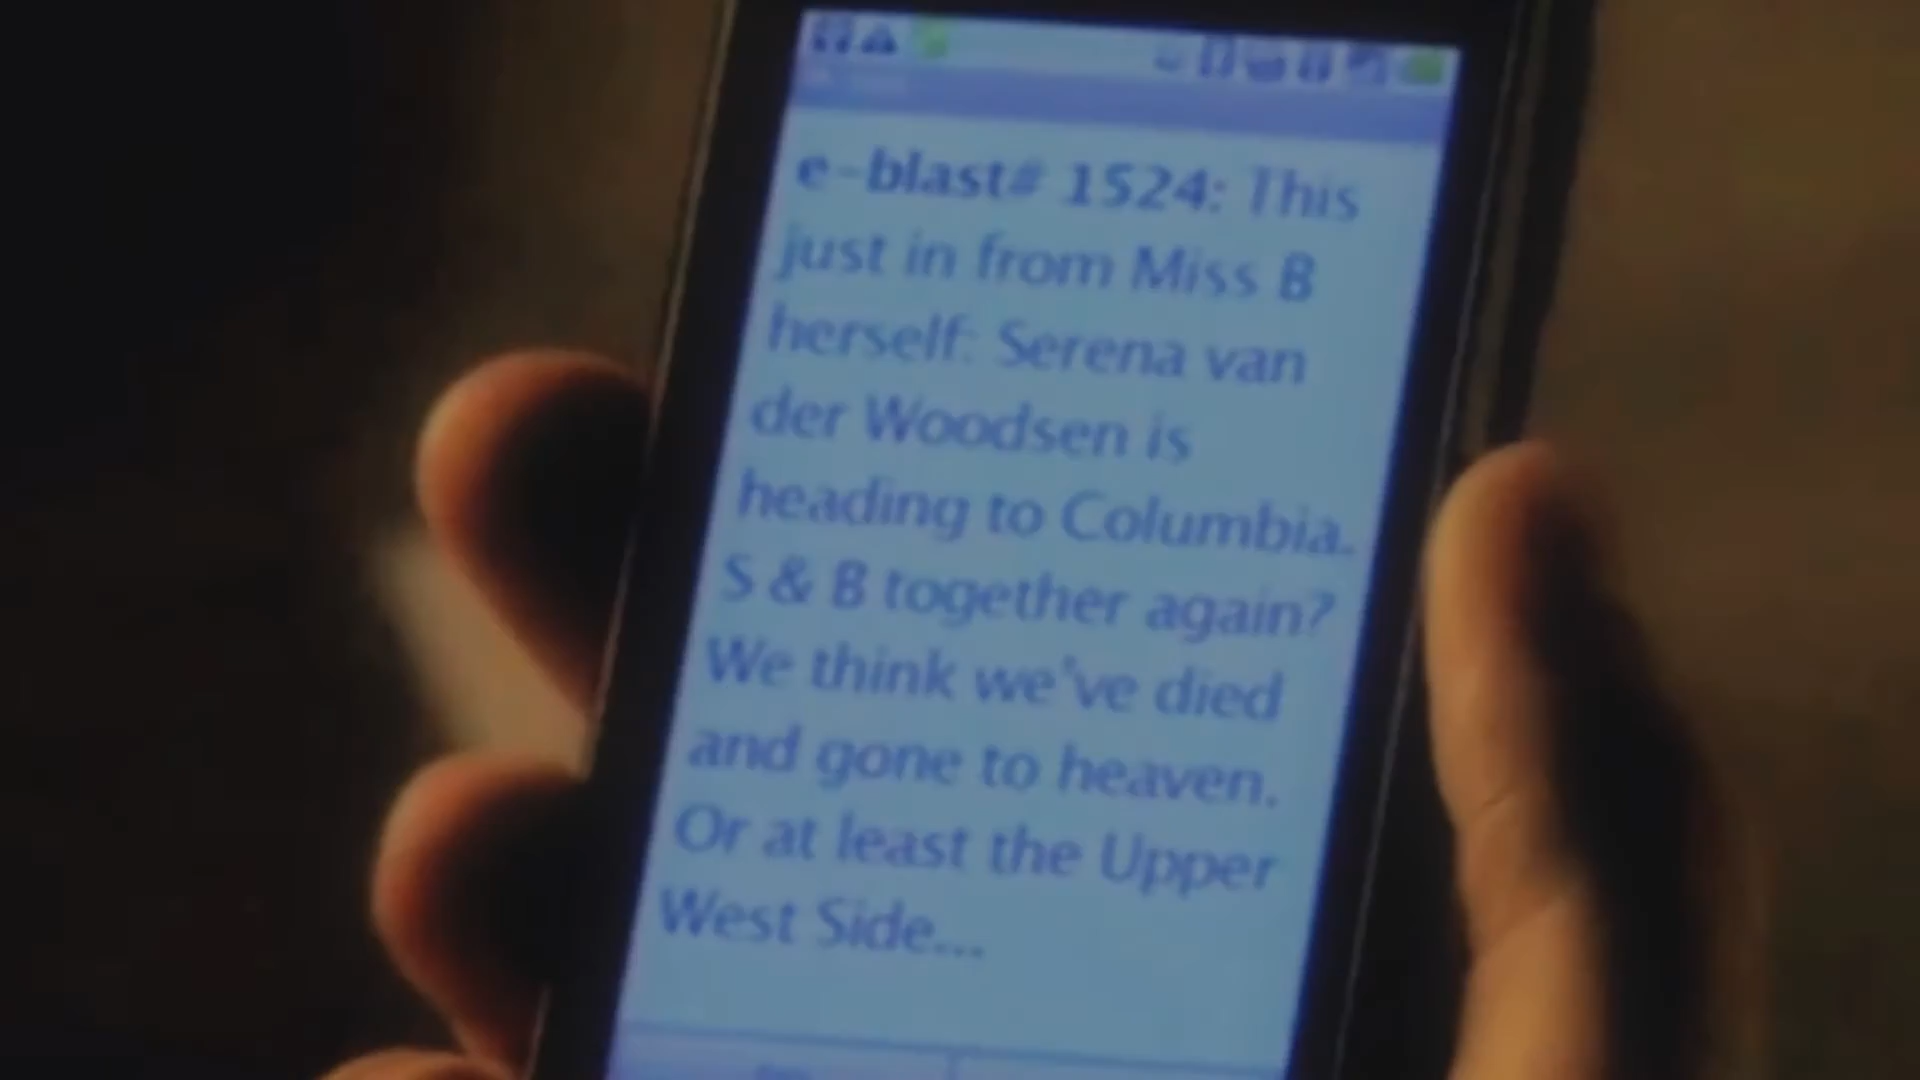 e-blast# 1524: This
just in from Miss B
herself: Serena van
der Woodsen is
heading to Columbia.
S & B together again?
We think we've died
and gone to heaven.
Or at least the Upper
West Side...